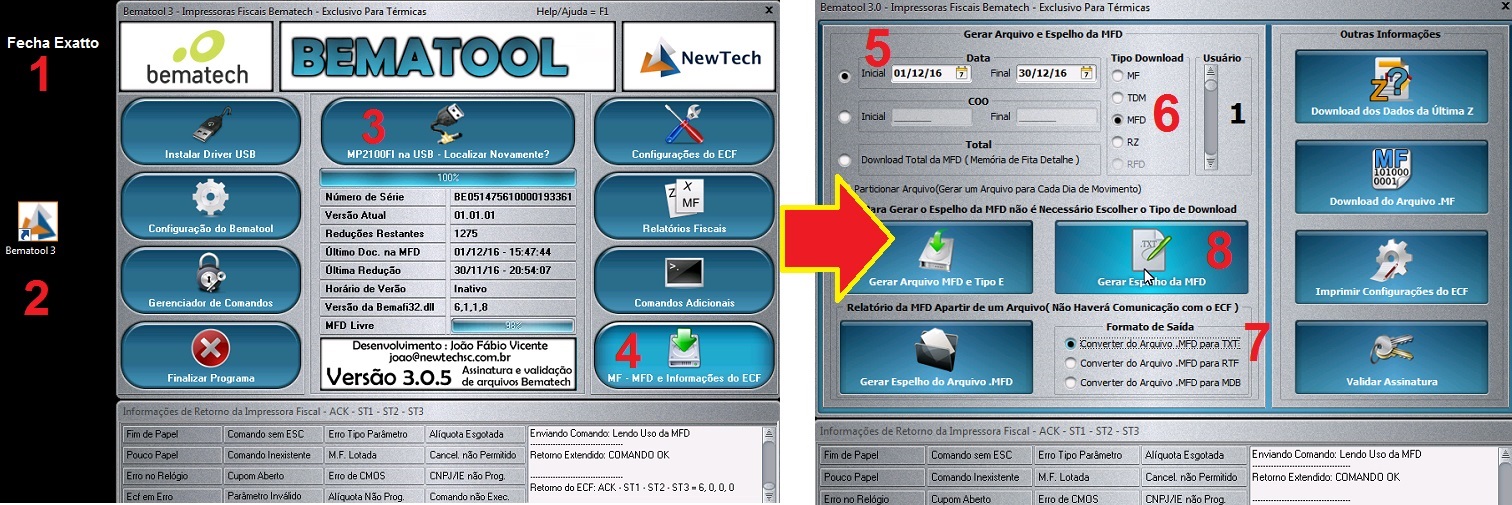 Fecha Exatto
1
Bematool 3
2
Bematool 3 - Impressoras Fiscais Bematech - Exclusivo Para Térmicas
Help/Ajuda = F1
X
bematech
BEMATOOL
NewTech
Instalar Driver USB
3
MP2100FI na USB - Localizar Novamente?
Configurações do ECF
100%
Número de Série BE051475610000193361
Versão Atual 01.01.01
Reduções Restantes 1275
Último Doc. na MFD 01/12/16 - 15:47:44
Última Redução 30/11/16 - 20:54:07
Horário de Verão Inativo
Versão da Bemafi32.dll 6,1,1,8
MFD Livre 98%
Configuração do Bematool
Z X MF
Relatórios Fiscais
Gerenciador de Comandos
Comandos Adicionais
Finalizar Programa
Desenvolvimento : João Fábio Vicente
joao@newtechsc.com.br
Versão 3.0.5 Assinatura e validação
de arquivos Bematech
4
MF - MFD e Informações do ECF
Informações de Retorno da Impressora Fiscal - ACK - ST1 - ST2 - ST3
Fim de Papel Comando sem ESC Erro Tipo Parâmetro Alíquota Esgotada
Pouco Papel Comando Inexistente M.F. Lotada Cancel. não Permitido
Erro no Relógio Cupom Aberto Erro de CMOS CNPJ/IE não Prog.
Ecf em Erro Parâmetro Inválido Alíquota Não Prog. Comando não Exec.
Enviando Comando: Lendo Uso da MFD
Retorno Extendido: COMANDO OK
Retorno do ECF: ACK - ST1 - ST2 - ST3 = 6, 0, 0, 0
Bematool 3.0 - Impressoras Fiscais Bematech - Exclusivo Para Térmicas
X
Gerar Arquivo e Espelho da MFD
5
Data
Inicial 01/12/16 7 Final 30/12/16 7
COO
Inicial ______ Final ______
Total
Download Total da MFD ( Memória de Fita Detalhe )
Tipo Download
MF
TDM
MFD
RZ
RFD
6
Usuário
1
Particionar Arquivo(Gerar um Arquivo para Cada Dia de Movimento)
Para Gerar o Espelho da MFD não é Necessário Escolher o Tipo de Download
Gerar Arquivo MFD e Tipo E
.TXT
8
Gerar Espelho da MFD
Relatório da MFD Apartir de um Arquivo( Não Haverá Comunicação com o ECF )
Gerar Espelho do Arquivo .MFD
Formato de Saída
7
Converter do Arquivo .MFD para TXT
Converter do Arquivo .MFD para RTF
Converter do Arquivo .MFD para MDB
Outras Informações
Z?
Download dos Dados da Última Z
MF
101000
0001)
Download do Arquivo .MF
Imprimir Configurações do ECF
Validar Assinatura
Informações de Retorno da Impressora Fiscal - ACK - ST1 - ST2 - ST3
Fim de Papel Comando sem ESC Erro Tipo Parâmetro Alíquota Esgotada
Pouco Papel Comando Inexistente M.F. Lotada Cancel. não Permitido
Erro no Relógio Cupom Aberto Erro de CMOS CNPJ/IE não Prog.
Enviando Comando: Lendo Uso da MFD
Retorno Extendido: COMANDO OK